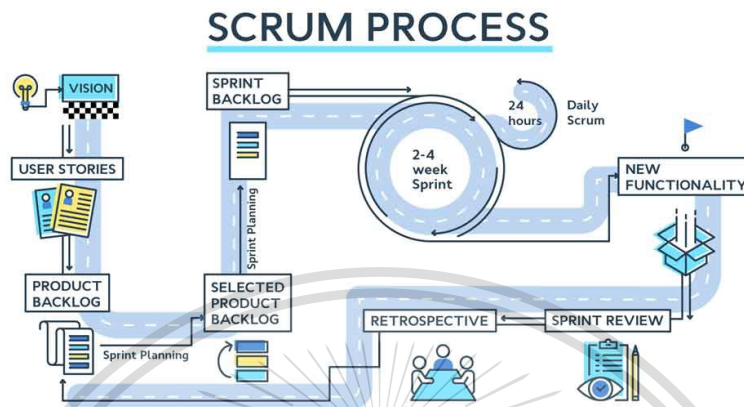 SCRUM PROCESS
VISION
USER STORIES
PRODUCT
BACKLOG
Sprint Planning
SELECTED
PRODUCT
BACKLOG
Sprint Planning
SPRINT
BACKLOG
2-4
week
Sprint
24
hours
Daily
Scrum
NEW
FUNCTIONALITY
SPRINT REVIEW
RETROSPECTIVE